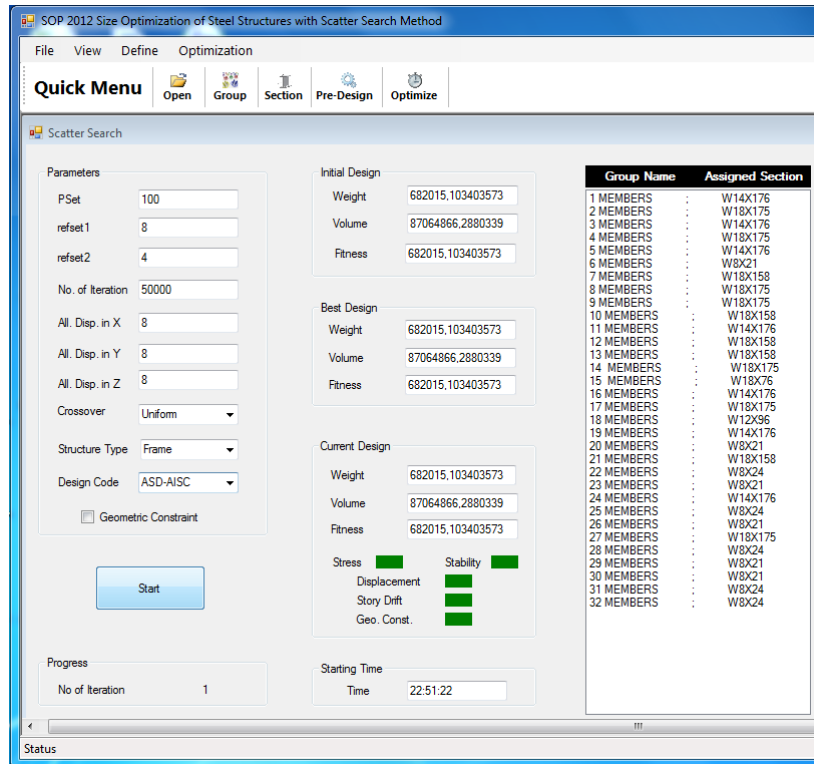 SOP 2012 Size Optimization of Steel Structures with Scatter Search Method
File View Define Optimization
Quick Menu Open Group Section Pre-Design Optimize
Scatter Search
Parameters
PSet 100
refset1 8
refset2 4
No. of Iteration 50000
All. Disp. in X 8
All. Disp. in Y 8
All. Disp. in Z 8
Crossover Uniform
Structure Type Frame
Design Code ASD-AISC
Geometric Constraint
Start
Progress
No of Iteration 1
Initial Design
Weight 682015,103403573
Volume 87064866,2880339
Fitness 682015,103403573
Best Design
Weight 682015,103403573
Volume 87064866,2880339
Fitness 682015,103403573
Current Design
Weight 682015,103403573
Volume 87064866,2880339
Fitness 682015,103403573
Stress Stability
Displacement
Story Drift
Geo. Const.
Starting Time
Time 22:51:22
Group Name Assigned Section
1 MEMBERS : W14X176
2 MEMBERS : W18X175
3 MEMBERS : W14X176
4 MEMBERS : W18X175
5 MEMBERS : W14X176
6 MEMBERS : W8X21
7 MEMBERS : W18X158
8 MEMBERS : W18X175
9 MEMBERS : W18X175
10 MEMBERS : W18X158
11 MEMBERS : W14X176
12 MEMBERS : W18X158
13 MEMBERS : W18X158
14 MEMBERS : W18X175
15 MEMBERS : W18X76
16 MEMBERS : W14X176
17 MEMBERS : W18X175
18 MEMBERS : W12X96
19 MEMBERS : W14X176
20 MEMBERS : W8X21
21 MEMBERS : W18X158
22 MEMBERS : W8X24
23 MEMBERS : W8X21
24 MEMBERS : W14X176
25 MEMBERS : W8X24
26 MEMBERS : W8X21
27 MEMBERS : W18X175
28 MEMBERS : W8X24
29 MEMBERS : W8X21
30 MEMBERS : W8X21
31 MEMBERS : W8X24
32 MEMBERS : W8X24
Status